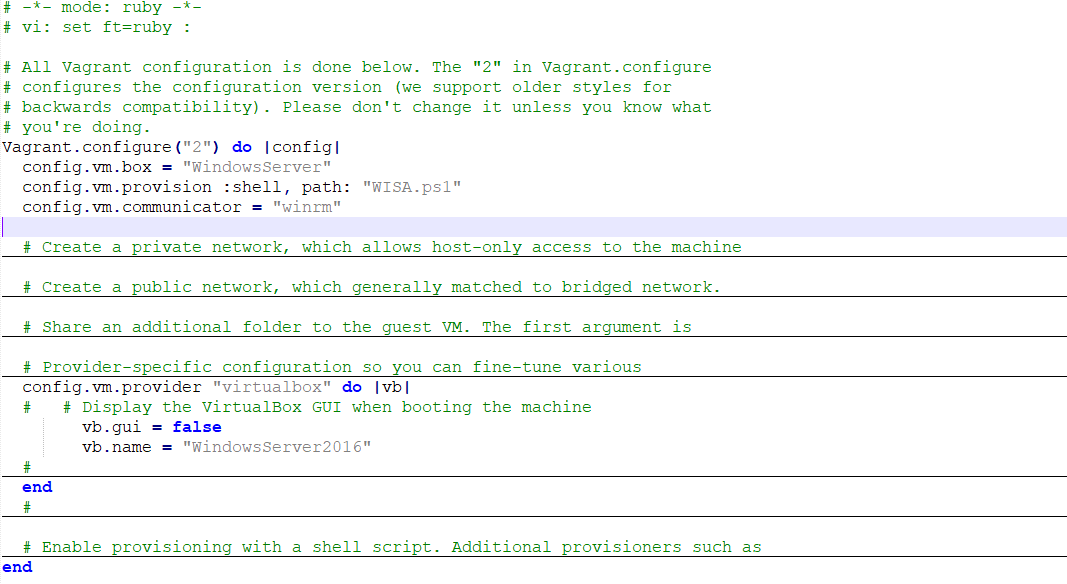 # -*- mode: ruby -*-
# vi: set ft=ruby :

# All Vagrant configuration is done below. The "2" in Vagrant.configure
# configures the configuration version (we support older styles for
# backwards compatibility). Please don't change it unless you know what
# you're doing.
Vagrant.configure("2") do |config|
  config.vm.box = "WindowsServer"
  config.vm.provision :shell, path: "WISA.ps1"
  config.vm.communicator = "winrm"

  # Create a private network, which allows host-only access to the machine

  # Create a public network, which generally matched to bridged network.

  # Share an additional folder to the guest VM. The first argument is

  # Provider-specific configuration so you can fine-tune various
  config.vm.provider "virtualbox" do |vb|
  #   # Display the VirtualBox GUI when booting the machine
        vb.gui = false
        vb.name = "WindowsServer2016"
  #
  end
  #

  # Enable provisioning with a shell script. Additional provisioners such as
end